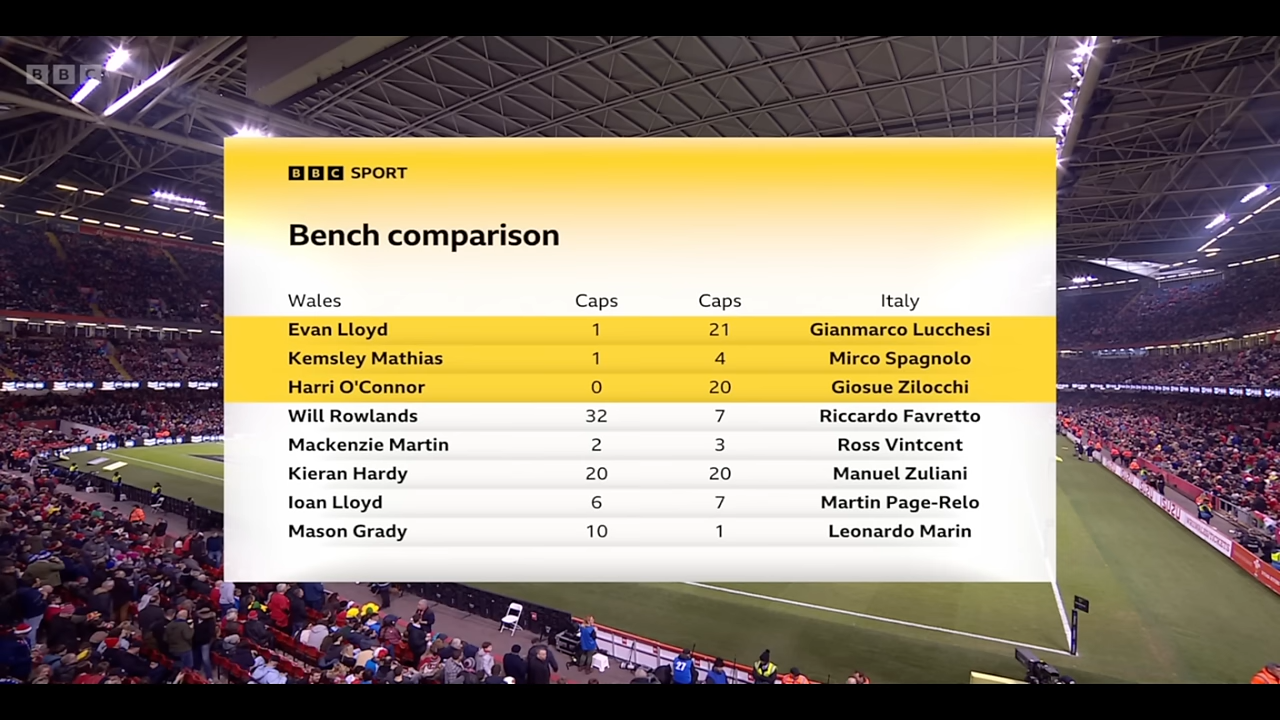 BBC
BBC SPORT
Bench comparison
Wales Caps Caps Italy
Evan Lloyd 1 21 Gianmarco Lucchesi
Kemsley Mathias 1 4 Mirco Spagnolo
Harri O'Connor 0 20 Giosue Zilocchi
Will Rowlands 32 7 Riccardo Favretto
Mackenzie Martin 2 3 Ross Vintcent
Kieran Hardy 20 20 Manuel Zuliani
Ioan Lloyd 6 7 Martin Page-Relo
Mason Grady 10 1 Leonardo Marin
ISUZU
27